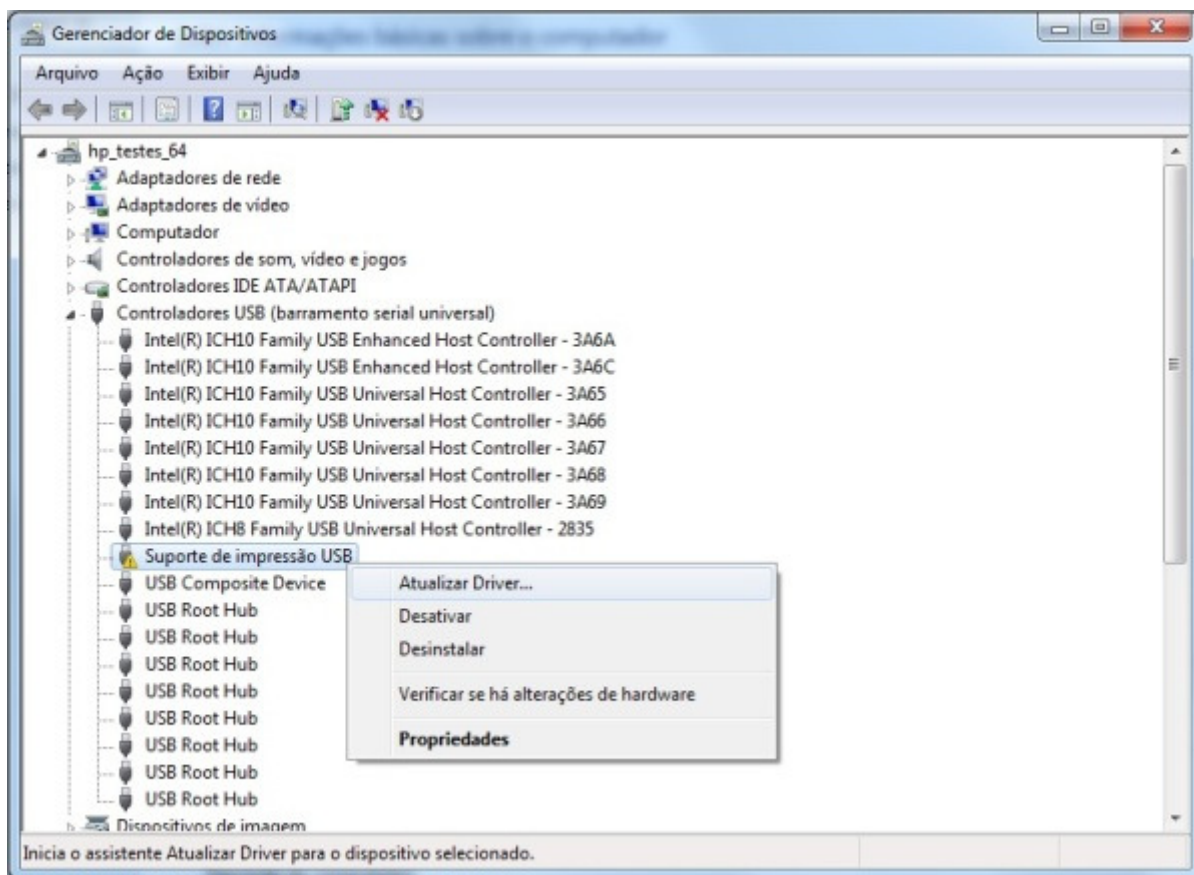 Gerenciador de Dispositivos
Arquivo Ação Exibir Ajuda
hp_testes_64
Adaptadores de rede
Adaptadores de vídeo
Computador
Controladores de som, vídeo e jogos
Controladores IDE ATA/ATAPI
Controladores USB (barramento serial universal)
Intel(R) ICH10 Family USB Enhanced Host Controller - 3A6A
Intel(R) ICH10 Family USB Enhanced Host Controller - 3A6C
Intel(R) ICH10 Family USB Universal Host Controller - 3A65
Intel(R) ICH10 Family USB Universal Host Controller - 3A66
Intel(R) ICH10 Family USB Universal Host Controller - 3A67
Intel(R) ICH10 Family USB Universal Host Controller - 3A68
Intel(R) ICH10 Family USB Universal Host Controller - 3A69
Intel(R) ICH8 Family USB Universal Host Controller - 2835
Suporte de impressão USB
USB Composite Device
USB Root Hub
USB Root Hub
USB Root Hub
USB Root Hub
USB Root Hub
USB Root Hub
USB Root Hub
USB Root Hub
Dispositivos de imagem
Atualizar Driver...
Desativar
Desinstalar
Verificar se há alterações de hardware
Propriedades
Inicia o assistente Atualizar Driver para o dispositivo selecionado.